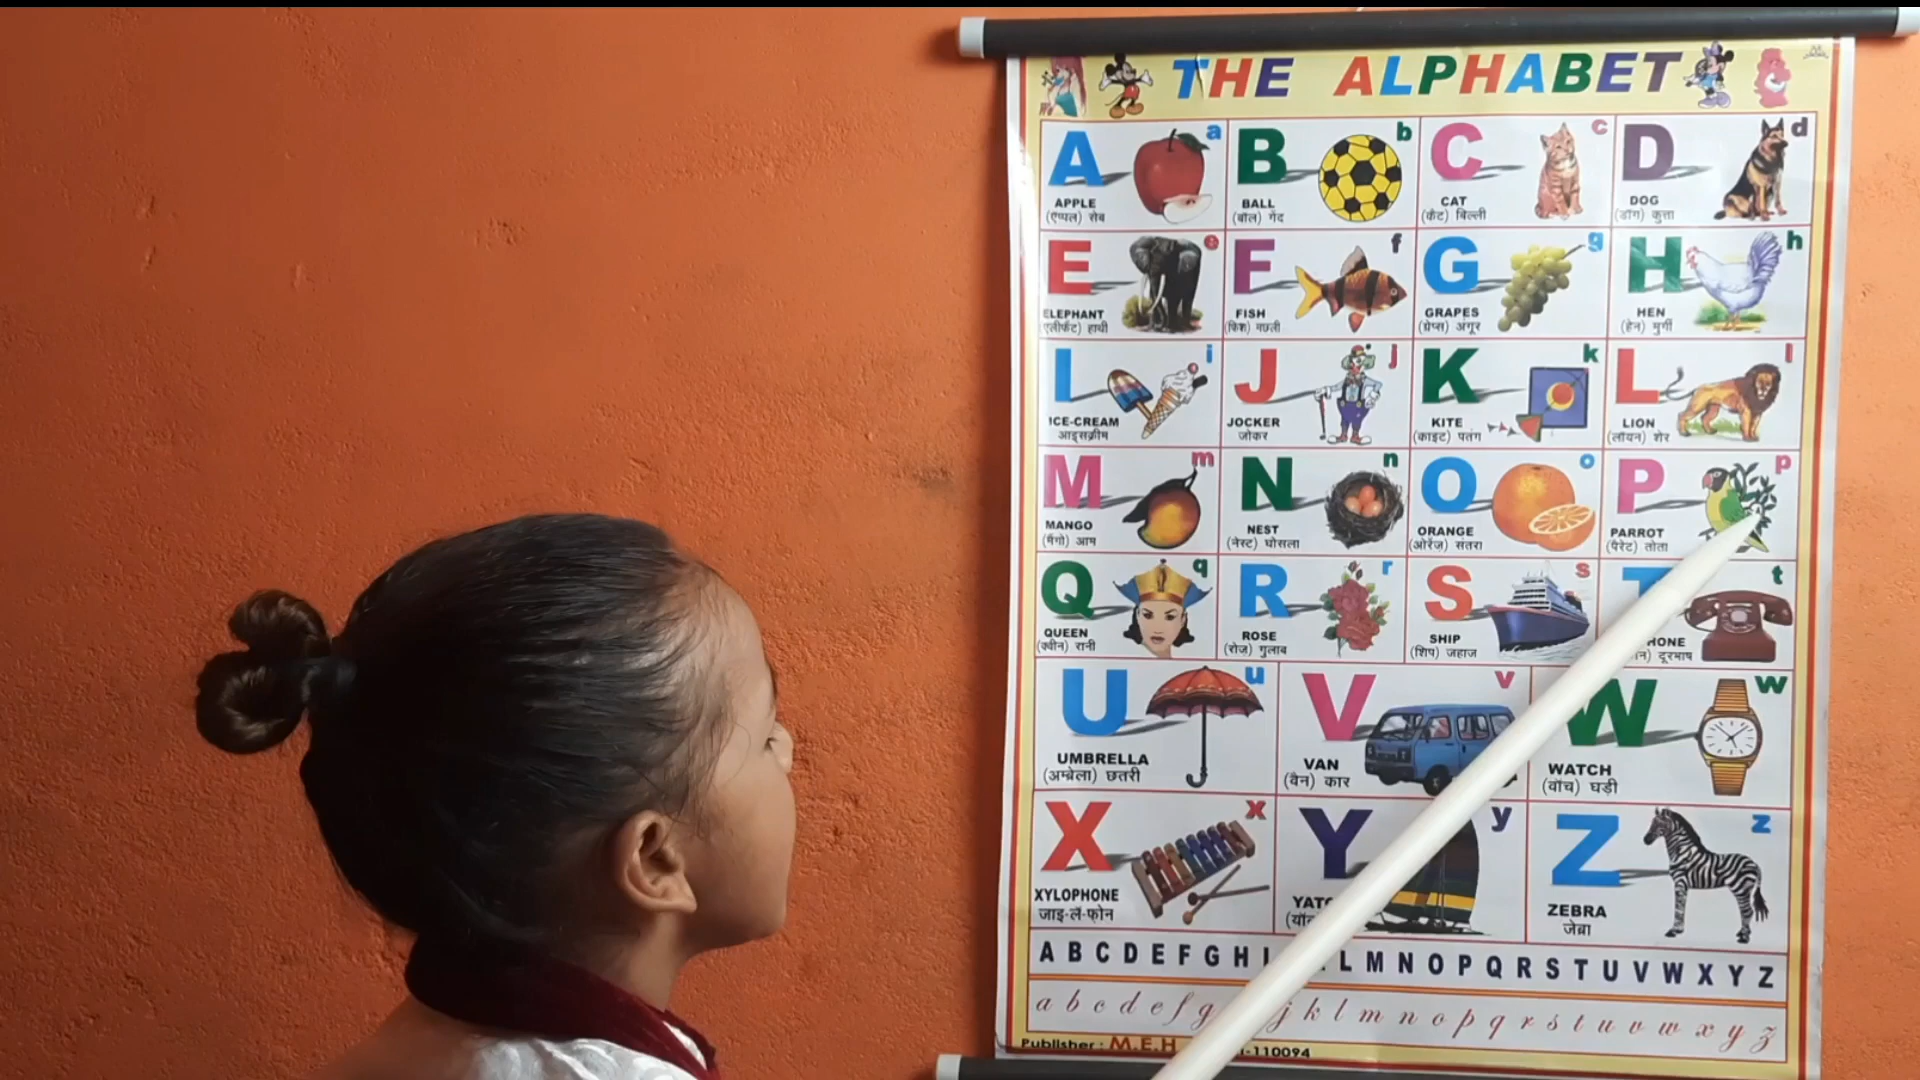 THE ALPHABET
A a B b C c D d
APPLE BALL CAT DOG
(ऐप्पल) सेब (बॉल) गेंद (कैट) बिल्ली (डॉग) कुत्ता
E e F f G g H h
ELEPHANT FISH GRAPES HEN
हाथी (फिश) मछली (ग्रेप्स) अंगूर (हेन) मुर्गी
I i J j K k L l
ICE-CREAM JOCKER KITE LION
आइसक्रीम जोकर (काइट) पतंग (लॉयन) शेर
M m N n O o P p
MANGO NEST ORANGE PARROT
(मैंगो) आम (नेस्ट) घोंसला (ओरेंज) संतरा (पैरेट) तोता
Q q R r S s T t
QUEEN ROSE SHIP HONE
(क्वीन) रानी (रोज) गुलाब (शिप) जहाज दूरभाष
U u V v W w
UMBRELLA VAN WATCH
(अम्ब्रेला) छतरी (वैन) कार (वॉच) घड़ी
X x Y y Z z
XYLOPHONE YATC ZEBRA
जाइ-लॅ-फ़ोन जेब्रा
A B C D E F G H I L M N O P Q R S T U V W X Y Z
a b c d e f g j k l m n o p q r s t u v w x y z
Publisher : M.E.H -110094